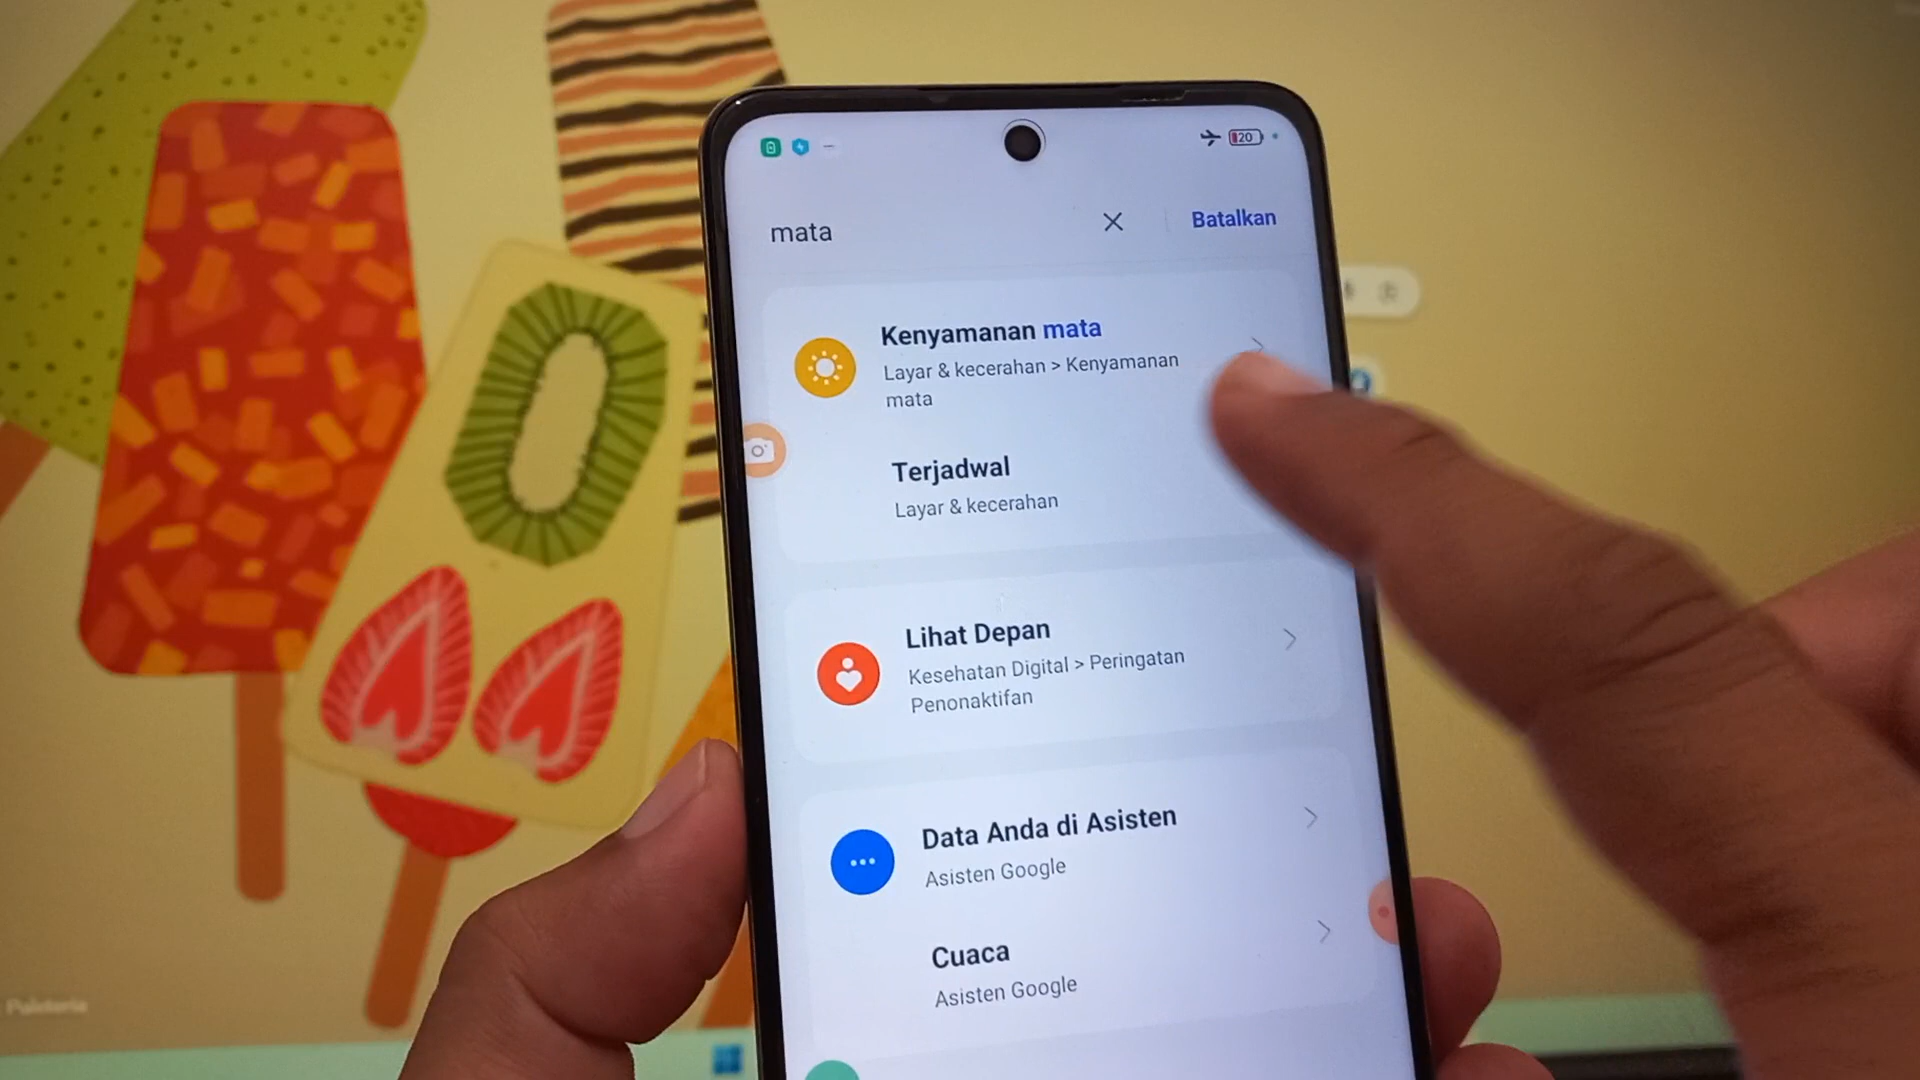 20
mata
Batalkan
Kenyamanan mata
Layar & kecerahan > Kenyamanan
mata
Terjadwal
Layar & kecerahan
Lihat Depan
Kesehatan Digital > Peringatan
Penonaktifan
Data Anda di Asisten
Asisten Google
Cuaca
Asisten Google